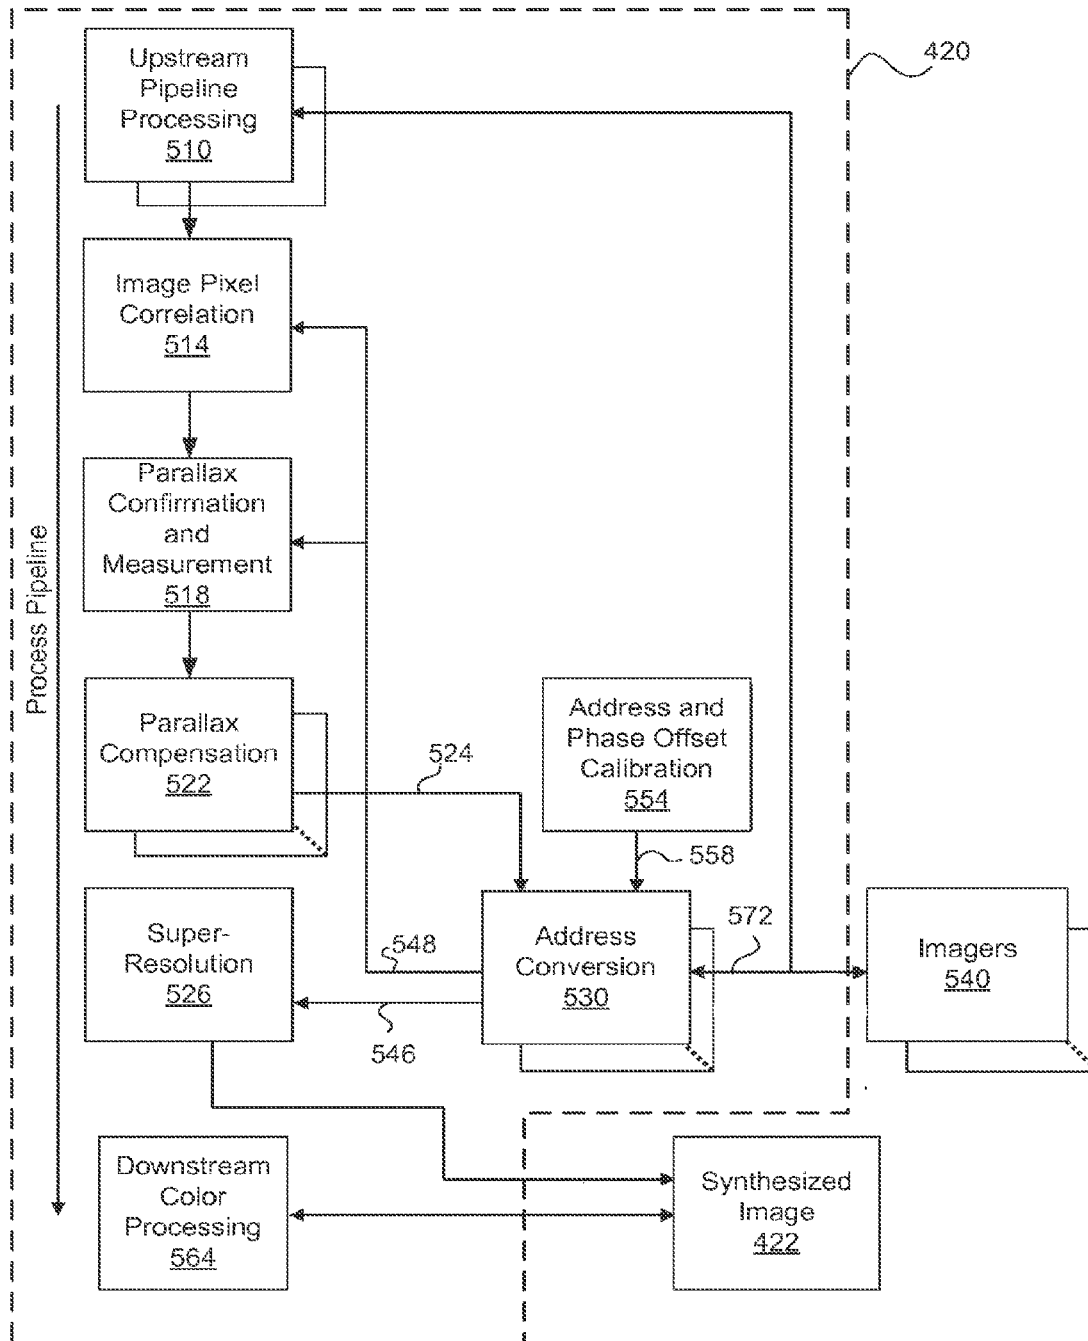 Upstream
Pipeline
Processing
510
420
Image Pixel
Correlation
514
Parallax
Confirmation
and
Measurement
518
Process Pipeline
Parallax
Compensation
522
524
Address and
Phase Offset
Calibration
554
558
Super-
Resolution
526
548
546
Address
Conversion
530
572
Imagers
540
Downstream
Color
Processing
564
Synthesized
Image
422